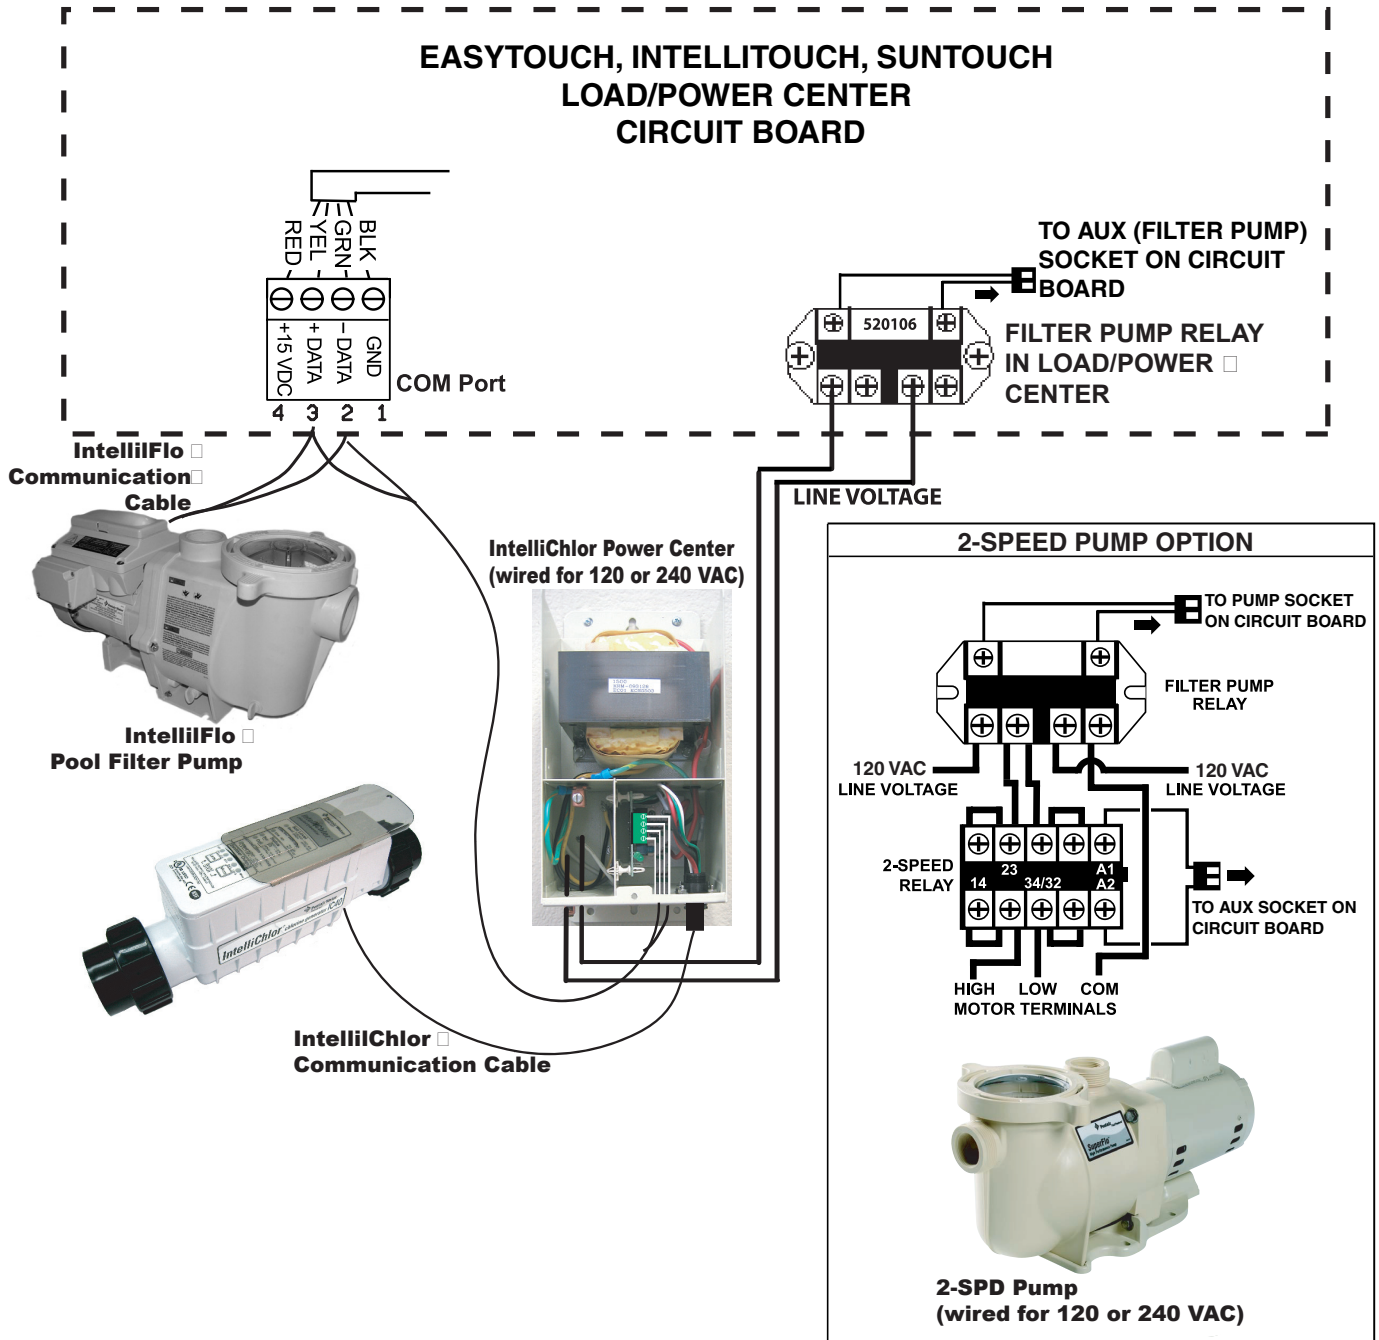 EASYTOUCH, INTELLITOUCH, SUNTOUCH
LOAD/POWER CENTER
CIRCUIT BOARD
RED
YEL
GRN
BLK
+15 VDC
+ DATA
– DATA
GND
4 3 2 1
COM Port
TO AUX (FILTER PUMP)
SOCKET ON CIRCUIT
BOARD
520106
FILTER PUMP RELAY
IN LOAD/POWER
CENTER
IntellilFlo
Communication
Cable
LINE VOLTAGE
IntelliChlor Power Center
(wired for 120 or 240 VAC)
IntellilFlo
Pool Filter Pump
IntelliChlor
IC40
IntellilChlor
Communication Cable
2-SPEED PUMP OPTION
TO PUMP SOCKET
ON CIRCUIT BOARD
FILTER PUMP
RELAY
120 VAC
LINE VOLTAGE
120 VAC
LINE VOLTAGE
2-SPEED
RELAY
23
14
34/32
A1
A2
TO AUX SOCKET ON
CIRCUIT BOARD
HIGH LOW COM
MOTOR TERMINALS
SuperFlo
2-SPD Pump
(wired for 120 or 240 VAC)